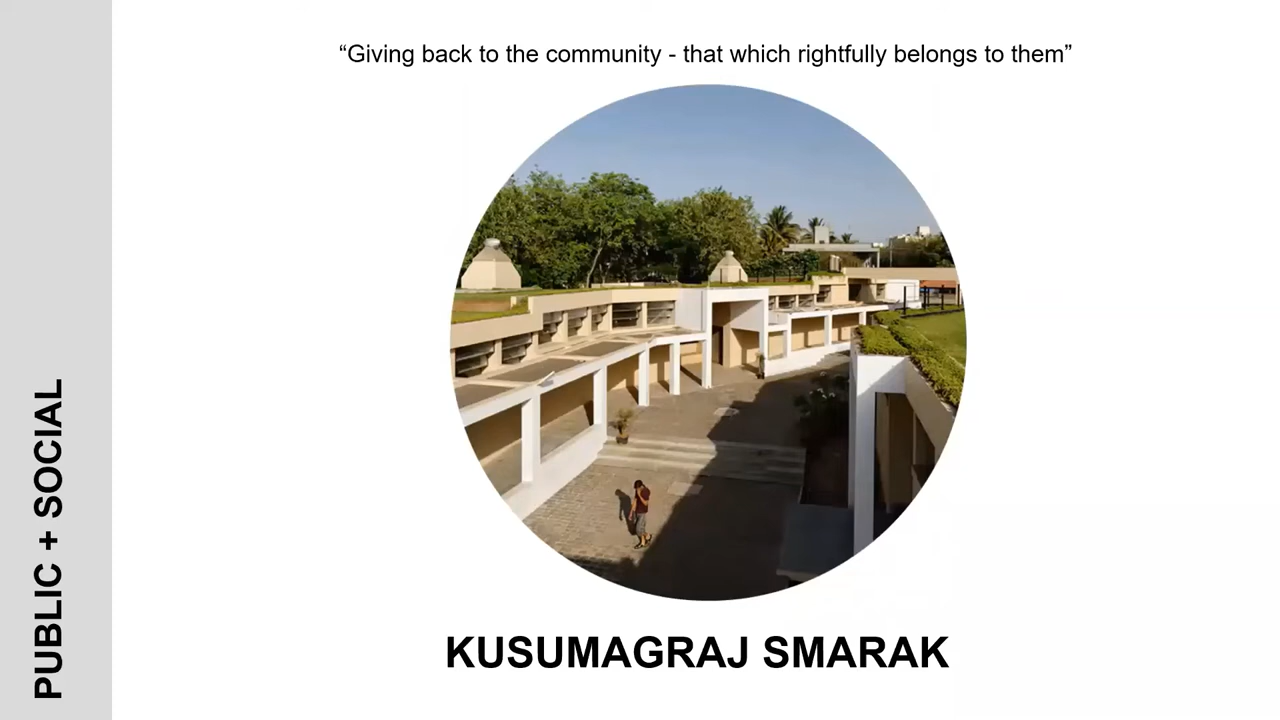 “Giving back to the community - that which rightfully belongs to them”
PUBLIC + SOCIAL
KUSUMAGRAJ SMARAK